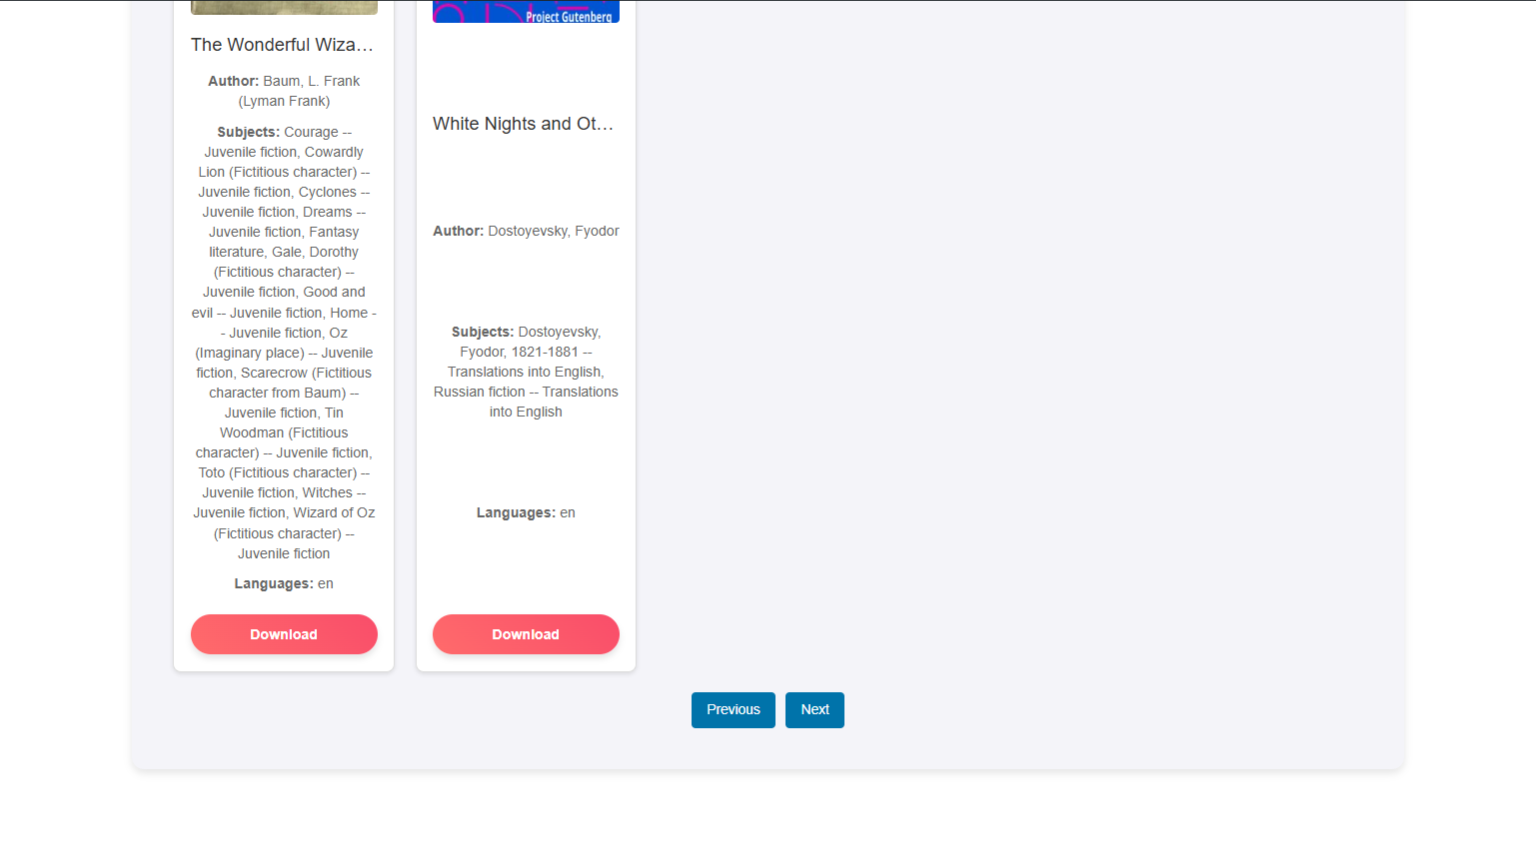 The Wonderful Wiza...
Author: Baum, L. Frank
(Lyman Frank)
Subjects: Courage --
Juvenile fiction, Cowardly
Lion (Fictitious character) --
Juvenile fiction, Cyclones --
Juvenile fiction, Dreams --
Juvenile fiction, Fantasy
literature, Gale, Dorothy
(Fictitious character) --
Juvenile fiction, Good and
evil -- Juvenile fiction, Home -
- Juvenile fiction, Oz
(Imaginary place) -- Juvenile
fiction, Scarecrow (Fictitious
character from Baum) --
Juvenile fiction, Tin
Woodman (Fictitious
character) -- Juvenile fiction,
Toto (Fictitious character) --
Juvenile fiction, Witches --
Juvenile fiction, Wizard of Oz
(Fictitious character) --
Juvenile fiction
Languages: en
Download
Project Gutenberg
White Nights and Ot...
Author: Dostoyevsky, Fyodor
Subjects: Dostoyevsky,
Fyodor, 1821-1881 --
Translations into English,
Russian fiction -- Translations
into English
Languages: en
Download
Previous
Next